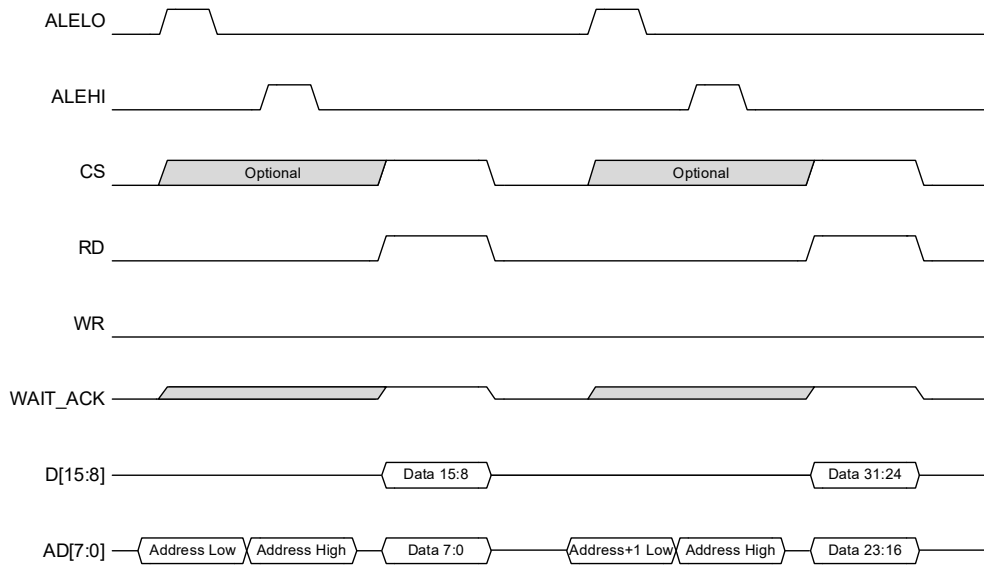 ALELO
ALEHI
CS Optional Optional
RD
WR
WAIT_ACK
D[15:8] Data 15:8 Data 31:24
AD[7:0] Address Low Address High Data 7:0 Address+1 Low Address High Data 23:16